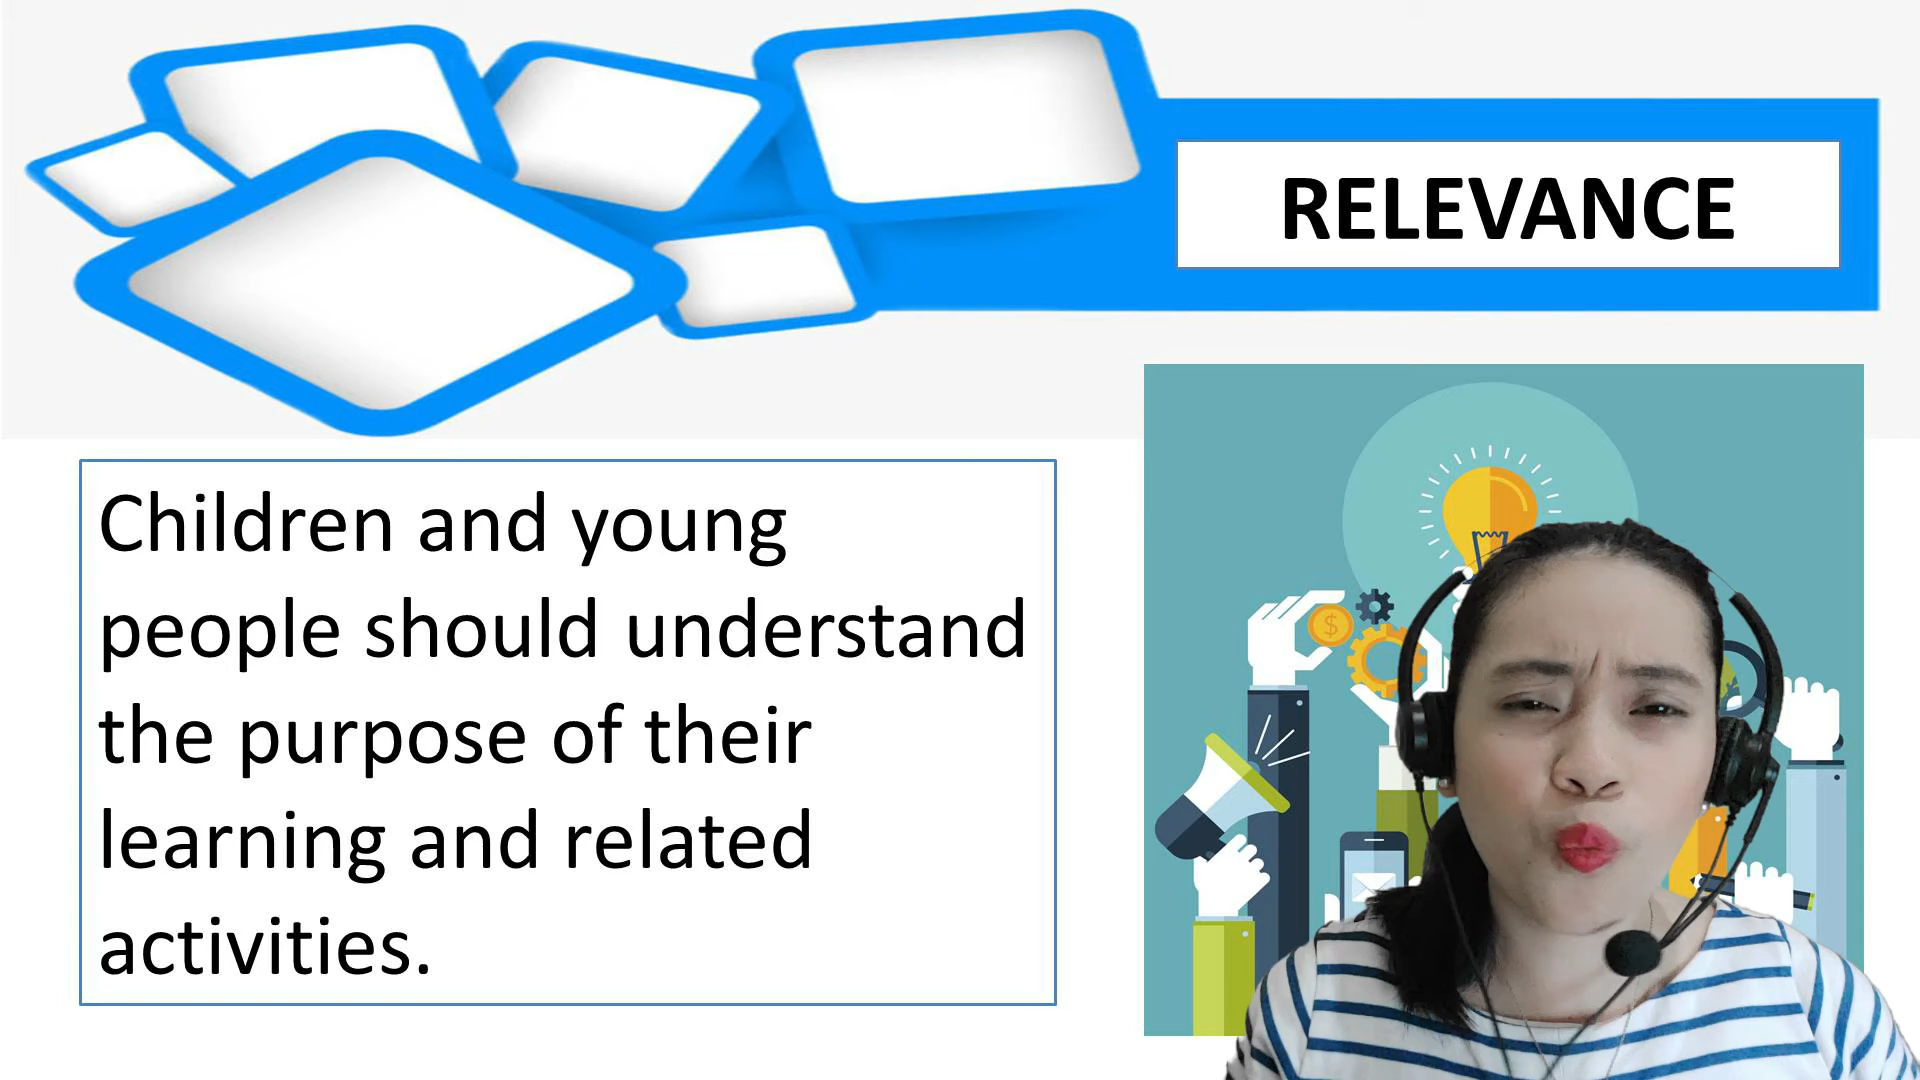 RELEVANCE
Children and young
people should understand
the purpose of their
learning and related
activities.
$